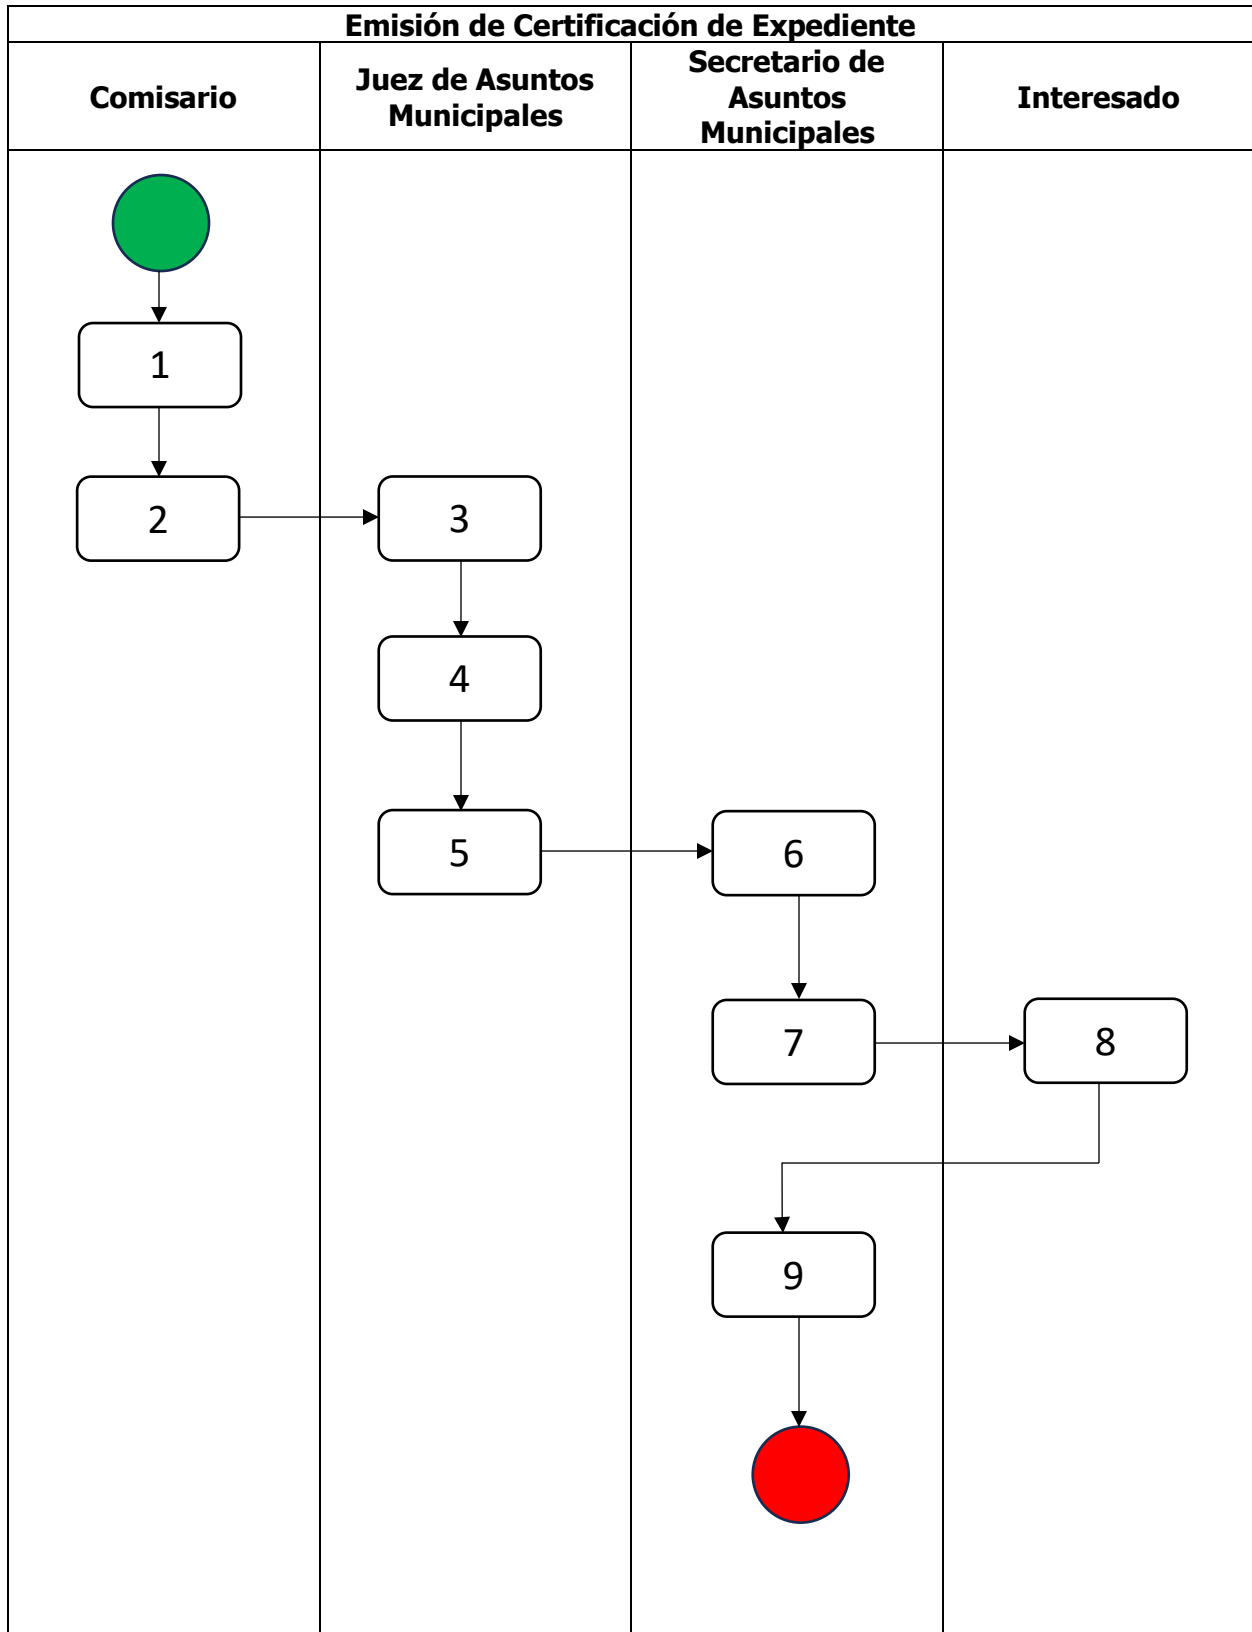 Emisión de Certificación de Expediente
Comisario
Juez de Asuntos
Municipales
Secretario de
Asuntos
Municipales
Interesado
1
2
3
4
5
6
7
8
9